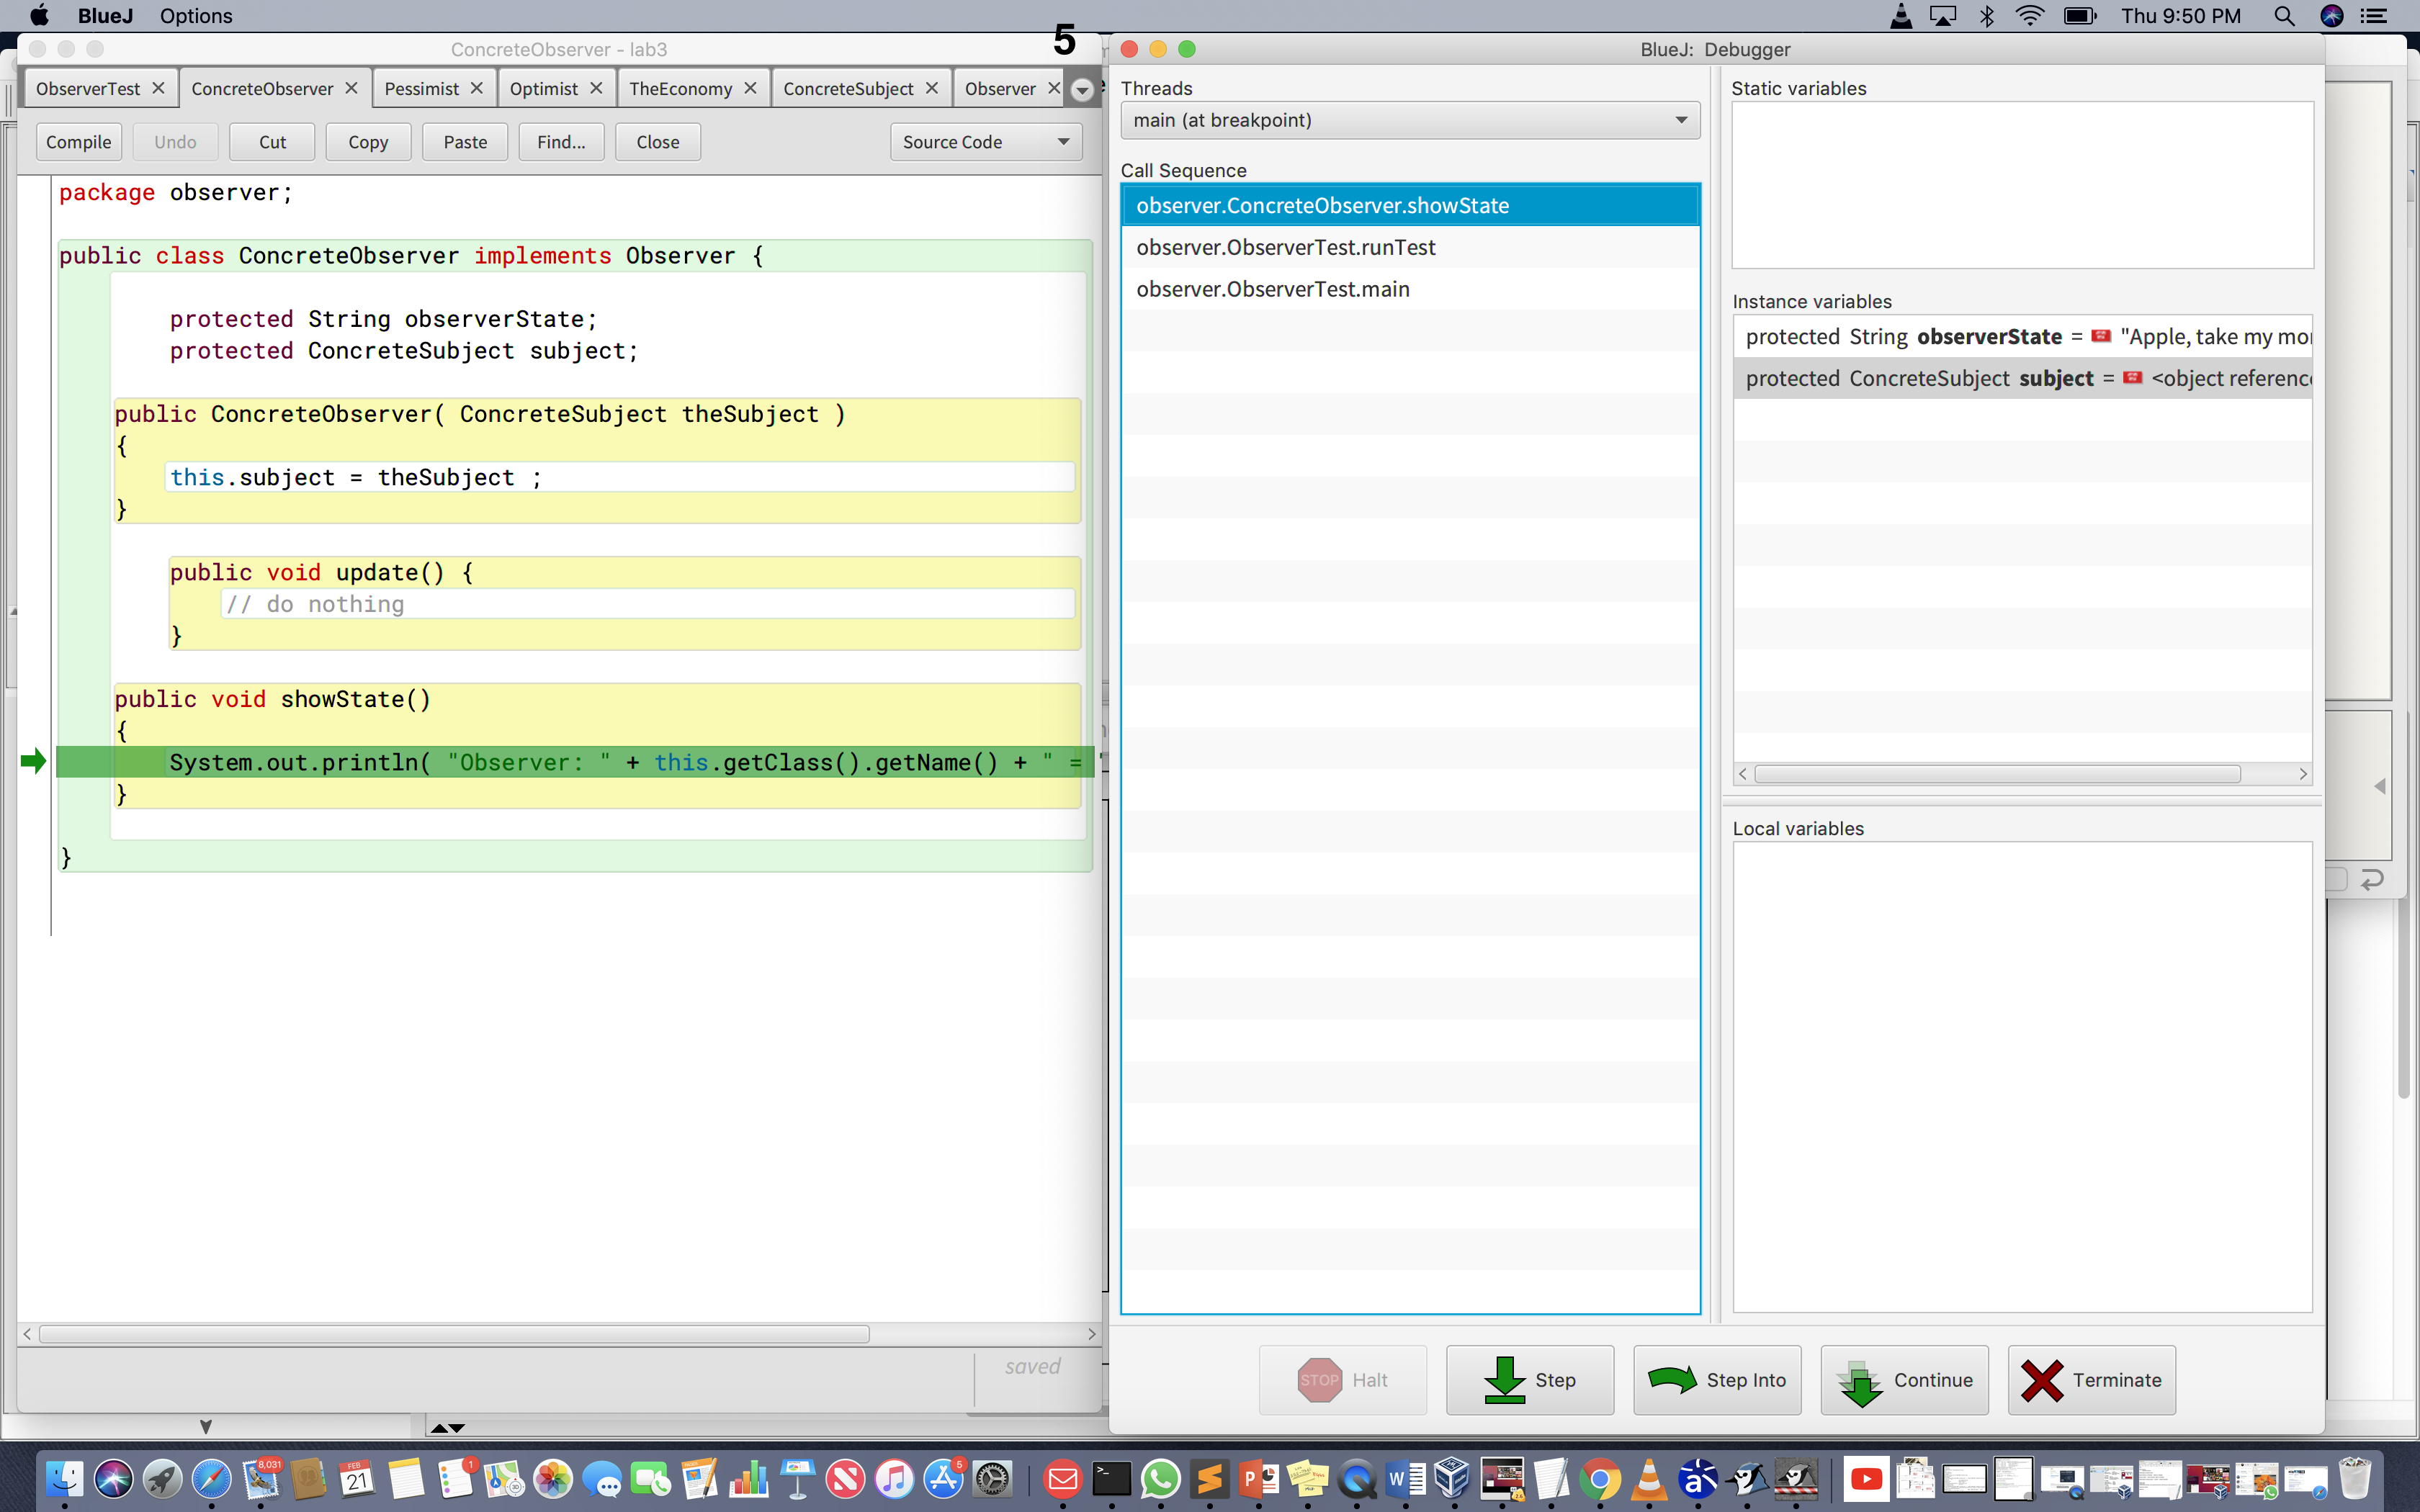 BlueJ Options
Thu 9:50 PM
ConcreteObserver - lab3
5
ObserverTest
ConcreteObserver
Pessimist
Optimist
TheEconomy
ConcreteSubject
Observer
Compile
Undo
Cut
Copy
Paste
Find...
Close
Source Code
package observer;
public class ConcreteObserver implements Observer {
protected String observerState;
protected ConcreteSubject subject;
public ConcreteObserver( ConcreteSubject theSubject )
{
this.subject = theSubject ;
}
public void update() {
// do nothing
}
public void showState()
{
System.out.println( "Observer: " + this.getClass().getName() + " = "
}
}
saved
BlueJ: Debugger
Threads
main (at breakpoint)
Call Sequence
observer.ConcreteObserver.showState
observer.ObserverTest.runTest
observer.ObserverTest.main
Static variables
Instance variables
protected String observerState = "Apple, take my mo
protected ConcreteSubject subject = <object referenc
Local variables
STOP Halt
Step
Step Into
Continue
Terminate
8,031
FEB
21
1
5